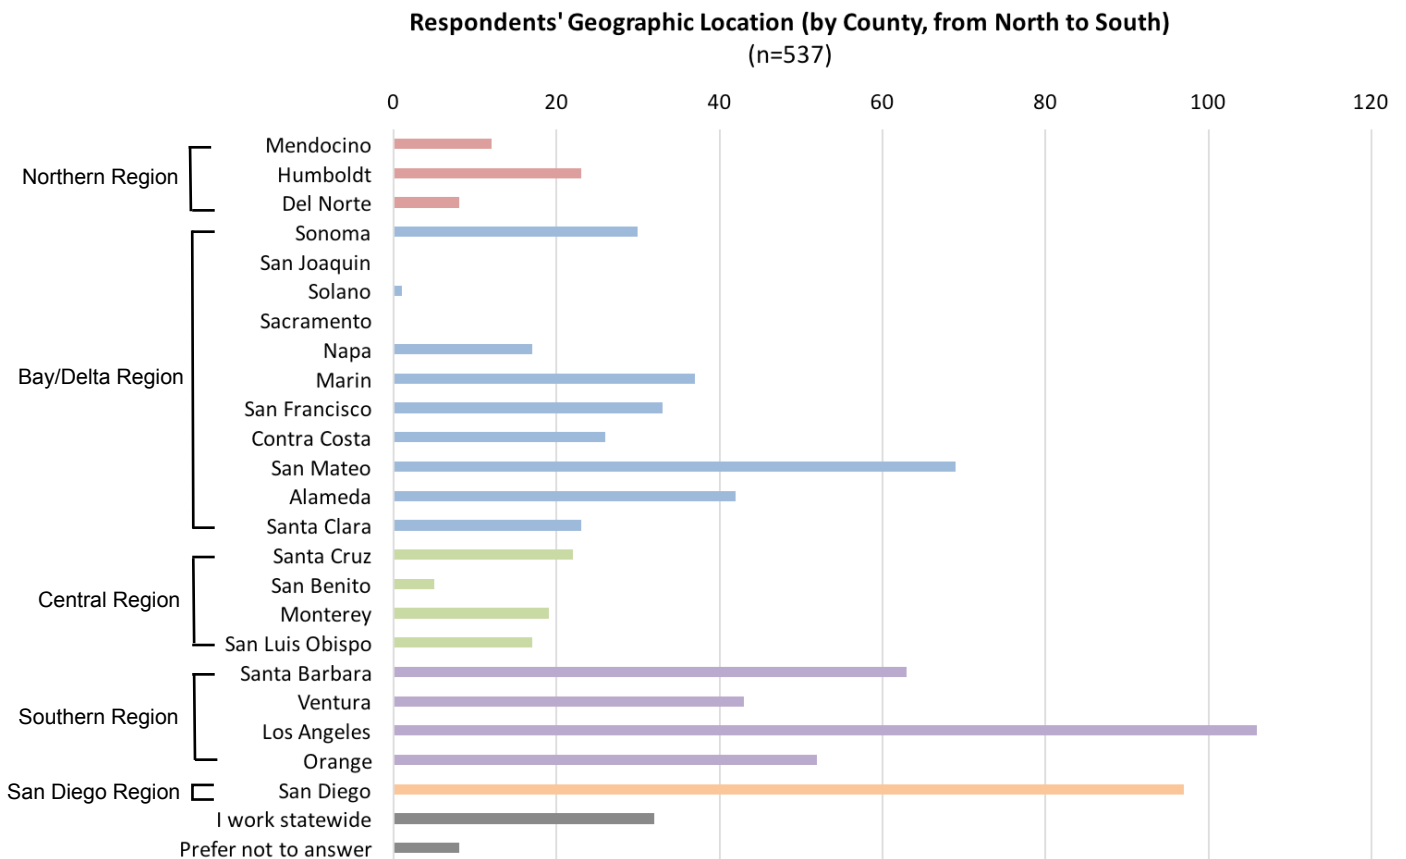 Respondents' Geographic Location (by County, from North to South)
(n=537)
0 20 40 60 80 100 120
Mendocino
Northern Region Humboldt
Del Norte
Sonoma
San Joaquin
Solano
Sacramento
Napa
Bay/Delta Region Marin
San Francisco
Contra Costa
San Mateo
Alameda
Santa Clara
Santa Cruz
San Benito
Central Region Monterey
San Luis Obispo
Santa Barbara
Ventura
Southern Region Los Angeles
Orange
San Diego Region San Diego
I work statewide
Prefer not to answer